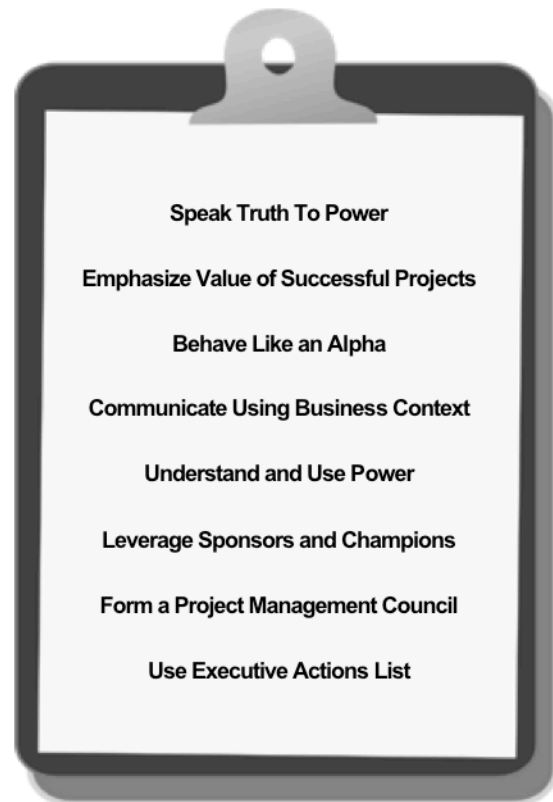 Speak Truth To Power
Emphasize Value of Successful Projects
Behave Like an Alpha
Communicate Using Business Context
Understand and Use Power
Leverage Sponsors and Champions
Form a Project Management Council
Use Executive Actions List